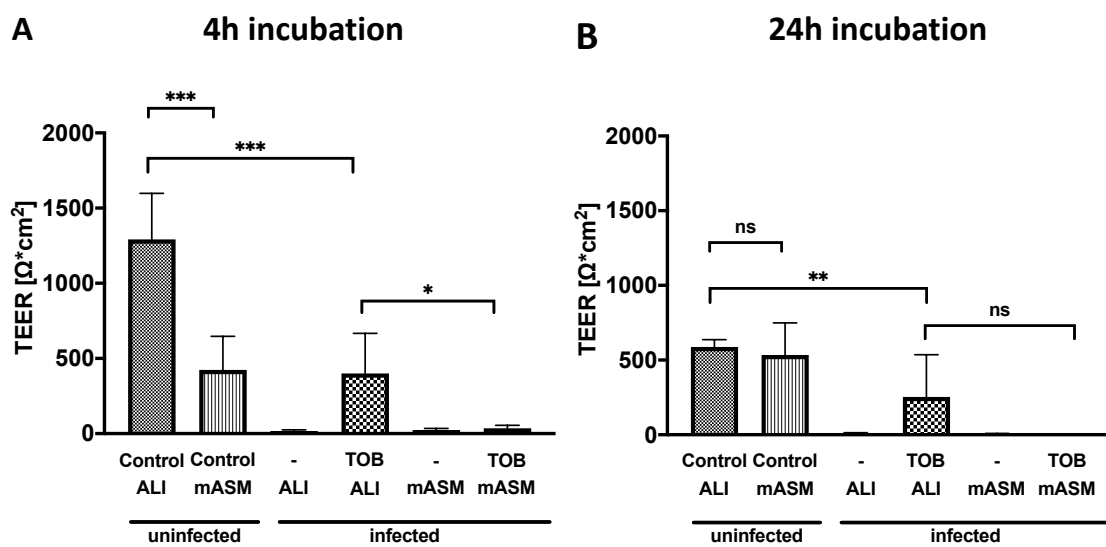 A
4h incubation
TEER [Ω*cm²]
2000
1500
1000
500
0
***
***
*
Control Control - TOB - TOB
ALI mASM ALI ALI mASM mASM
uninfected infected
B
24h incubation
TEER [Ω*cm²]
2000
1500
1000
500
0
ns
**
ns
Control Control - TOB - TOB
ALI mASM ALI ALI mASM mASM
uninfected infected